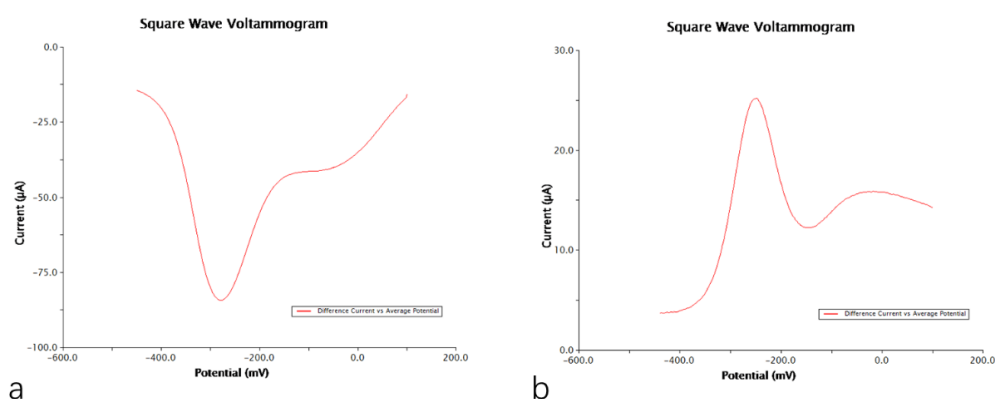 Square Wave Voltammogram
0.0
-25.0
-50.0
-75.0
-100.0
Current (µA)
-600.0 -400.0 -200.0 0.0 200.0
Potential (mV)
Difference Current vs Average Potential
a
Square Wave Voltammogram
30.0
20.0
10.0
0.0
Current (µA)
-600.0 -400.0 -200.0 0.0 200.0
Potential (mV)
Difference Current vs Average Potential
b